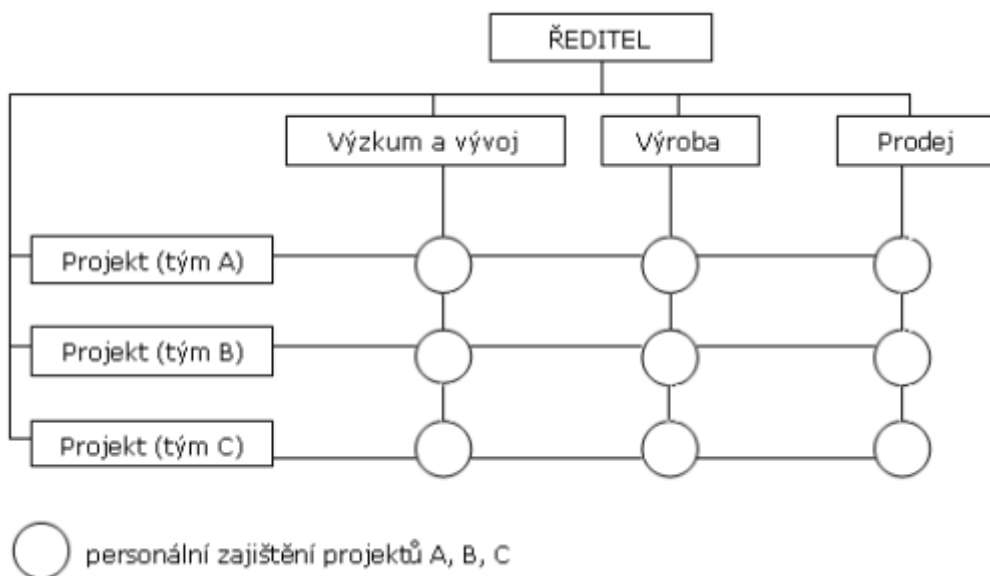 ŘEDITEL
Výzkum a vývoj
Výroba
Prodej
Projekt (tým A)
Projekt (tým B)
Projekt (tým C)
personální zajištění projektů A, B, C